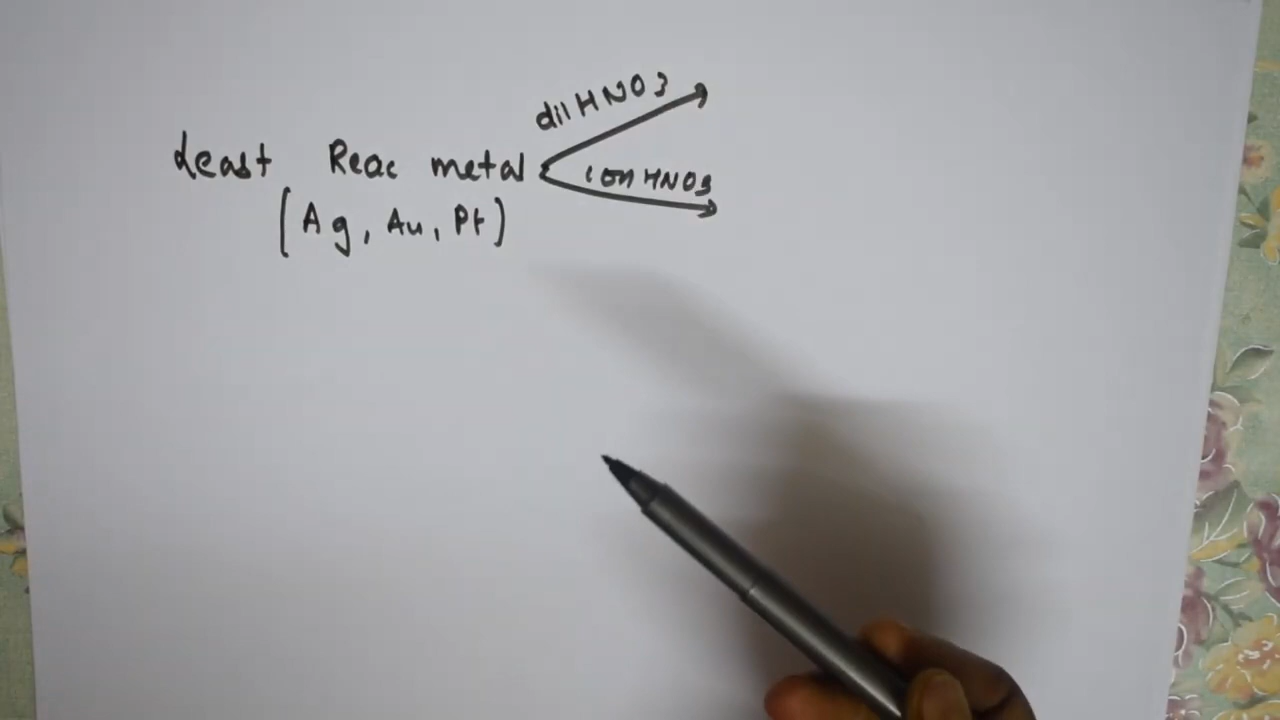 dil HNO3
Least Reac metal
con HNO3
(Ag, Au, Pt)